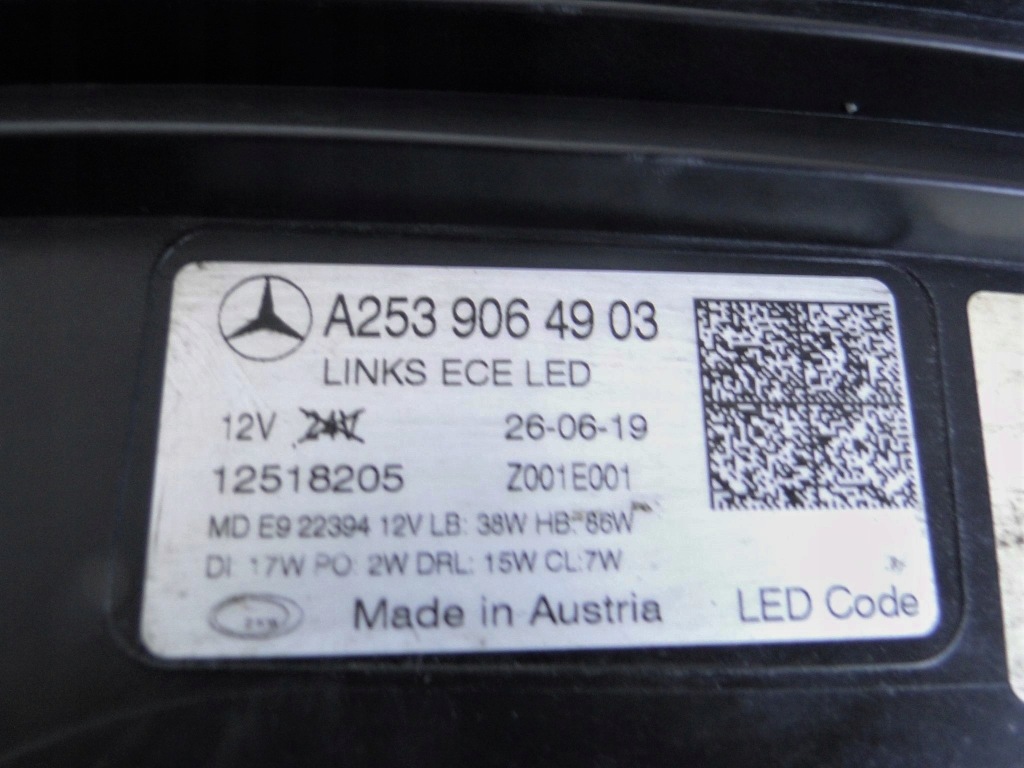 A253 906 49 03
LINKS ECE LED
12V 24V 26-06-19
12518205 Z001E001
MD E9 22394 12V LB: 38W HB: 86W
DI: 17W PO: 2W DRL: 15W CL:7W
Made in Austria LED Code